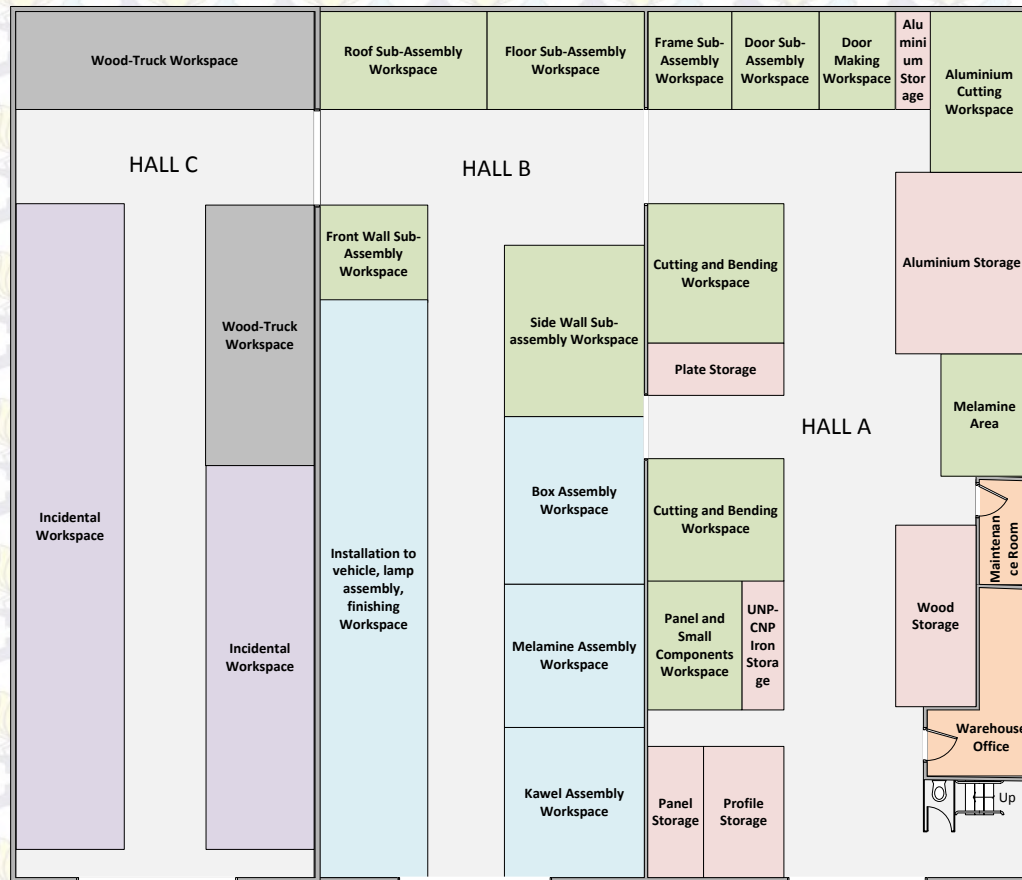 Wood-Truck Workspace
Roof Sub-Assembly
Workspace
Floor Sub-Assembly
Workspace
Frame Sub-
Assembly
Workspace
Door Sub-
Assembly
Workspace
Door
Making
Workspace
Alu
mini
um
Stor
age
Aluminium
Cutting
Workspace
HALL C
HALL B
Front Wall Sub-
Assembly
Workspace
Cutting and Bending
Workspace
Aluminium Storage
Wood-Truck
Workspace
Side Wall Sub-
assembly Workspace
Plate Storage
HALL A
Melamine
Area
Incidental
Workspace
Installation to
vehicle, lamp
assembly,
finishing
Workspace
Box Assembly
Workspace
Cutting and Bending
Workspace
Maintenan
ce Room
Incidental
Workspace
Melamine Assembly
Workspace
Panel and
Small
Components
Workspace
UNP-
CNP
Iron
Stora
ge
Wood
Storage
Warehouse
Office
Kawel Assembly
Workspace
Panel
Storage
Profile
Storage
Up